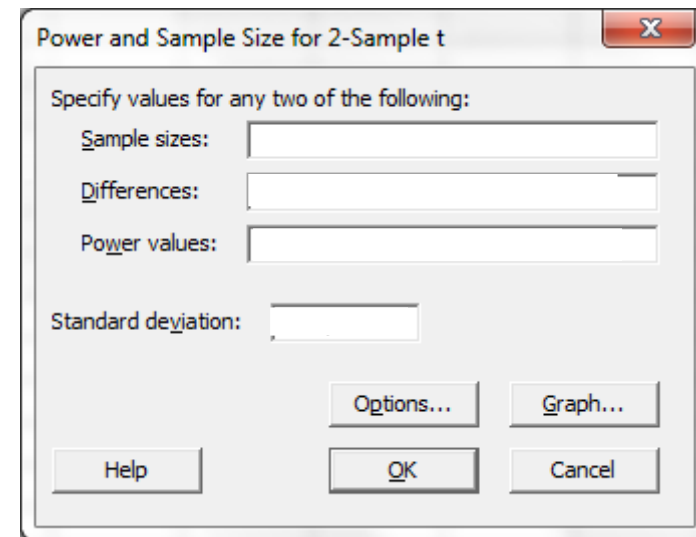 Power and Sample Size for 2-Sample t
Specify values for any two of the following:
Sample sizes:
Differences:
Power values:
Standard deviation:
Options...
Graph...
Help
OK
Cancel